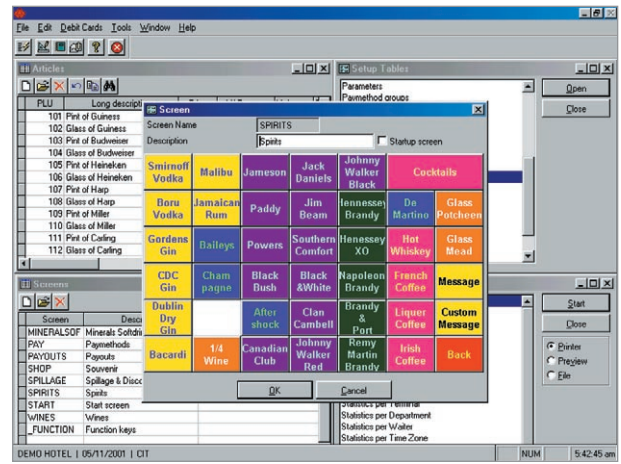 File Edit Debit Cards Tools Window Help
Articles
Setup Tables
PLU Long descripti
101 Pint of Guiness
102 Glass of Guiness
103 Pint of Budweiser
104 Glass of Budweiser
105 Pint of Heineken
106 Glass of Heineken
107 Pint of Harp
108 Glass of Harp
109 Pint of Miller
110 Glass of Miller
111 Pint of Carling
112 Glass of Carling
Parameters
Paymethod groups
Open
Close
Screen
Screen Name SPIRITS
Description Spirits Startup screen
Smirnoff Vodka
Malibu
Jameson
Jack Daniels
Johnny Walker Black
Cocktails
Boru Vodka
Jamaican Rum
Paddy
Jim Beam
Hennessey Brandy
De Martino
Glass Potcheen
Gordens Gin
Baileys
Powers
Southern Comfort
Henessey XO
Hot Whiskey
Glass Mead
CDC Gin
Cham pagne
Black Bush
Black &White
Napoleon Brandy
French Coffee
Message
Dublin Dry Gin
After shock
Clan Cambell
Brandy & Port
Liquer Coffee
Custom Message
Bacardi
1/4 Wine
Canadian Club
Johnny Walker Red
Remy Martin Brandy
Irish Coffee
Back
OK
Cancel
Screens
Screen Desc
MINERALSOF Minerals Softdri
PAY Paymethods
PAYOUTS Payouts
SHOP Souvenir
SPILLAGE Spillage & Disco
SPIRITS Spirits
START Start screen
WINES Wines
_FUNCTION Function keys
Start
Close
Printer
Preview
File
Statistics per Terminal
Statistics per Department
Statistics per Waiter
Statistics per Time Zone
DEMO HOTEL | 05/11/2001 | CIT
NUM 5:42:45 am